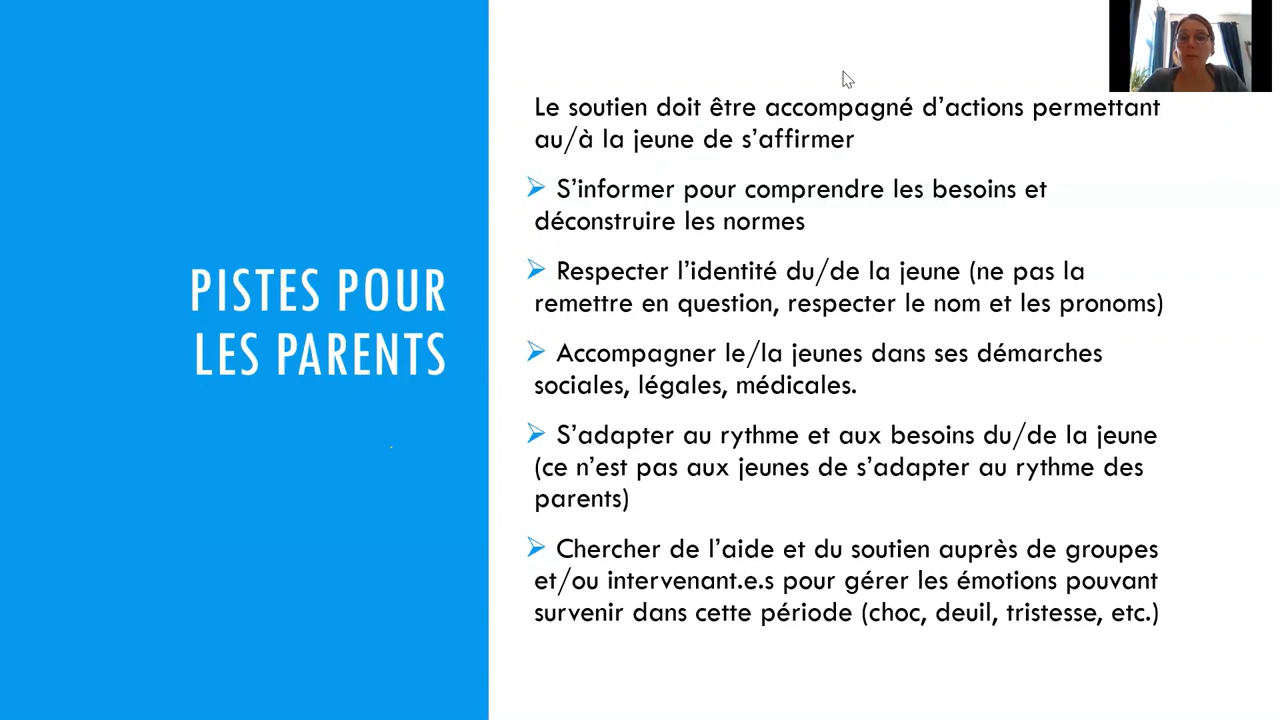 PISTES POUR
LES PARENTS
Le soutien doit être accompagné d’actions permettant
au/à la jeune de s’affirmer
S’informer pour comprendre les besoins et
déconstruire les normes
Respecter l’identité du/de la jeune (ne pas la
remettre en question, respecter le nom et les pronoms)
Accompagner le/la jeunes dans ses démarches
sociales, légales, médicales.
S’adapter au rythme et aux besoins du/de la jeune
(ce n’est pas aux jeunes de s’adapter au rythme des
parents)
Chercher de l’aide et du soutien auprès de groupes
et/ou intervenant.e.s pour gérer les émotions pouvant
survenir dans cette période (choc, deuil, tristesse, etc.)